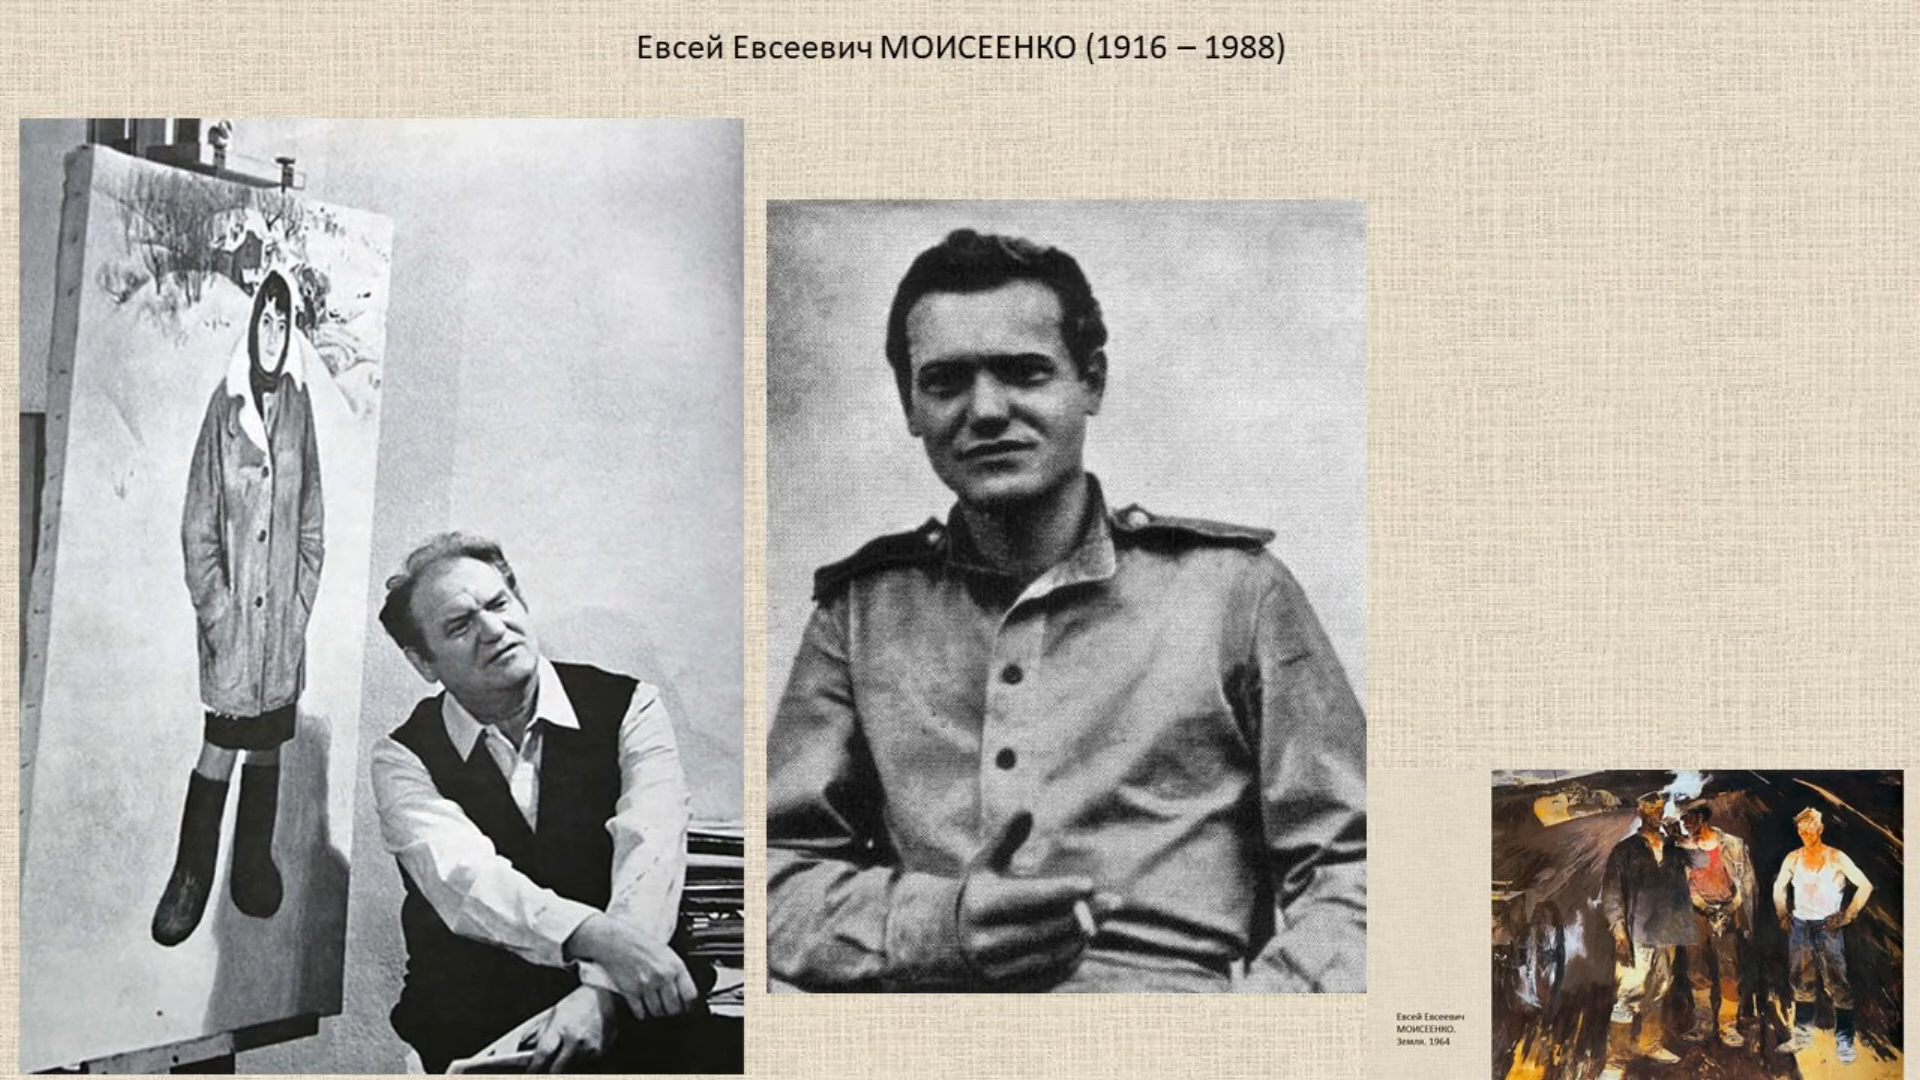 Евсей Евсеевич МОИСЕЕНКО (1916 – 1988)
Евсей Евсеевич
МОИСЕЕНКО.
Земля. 1964